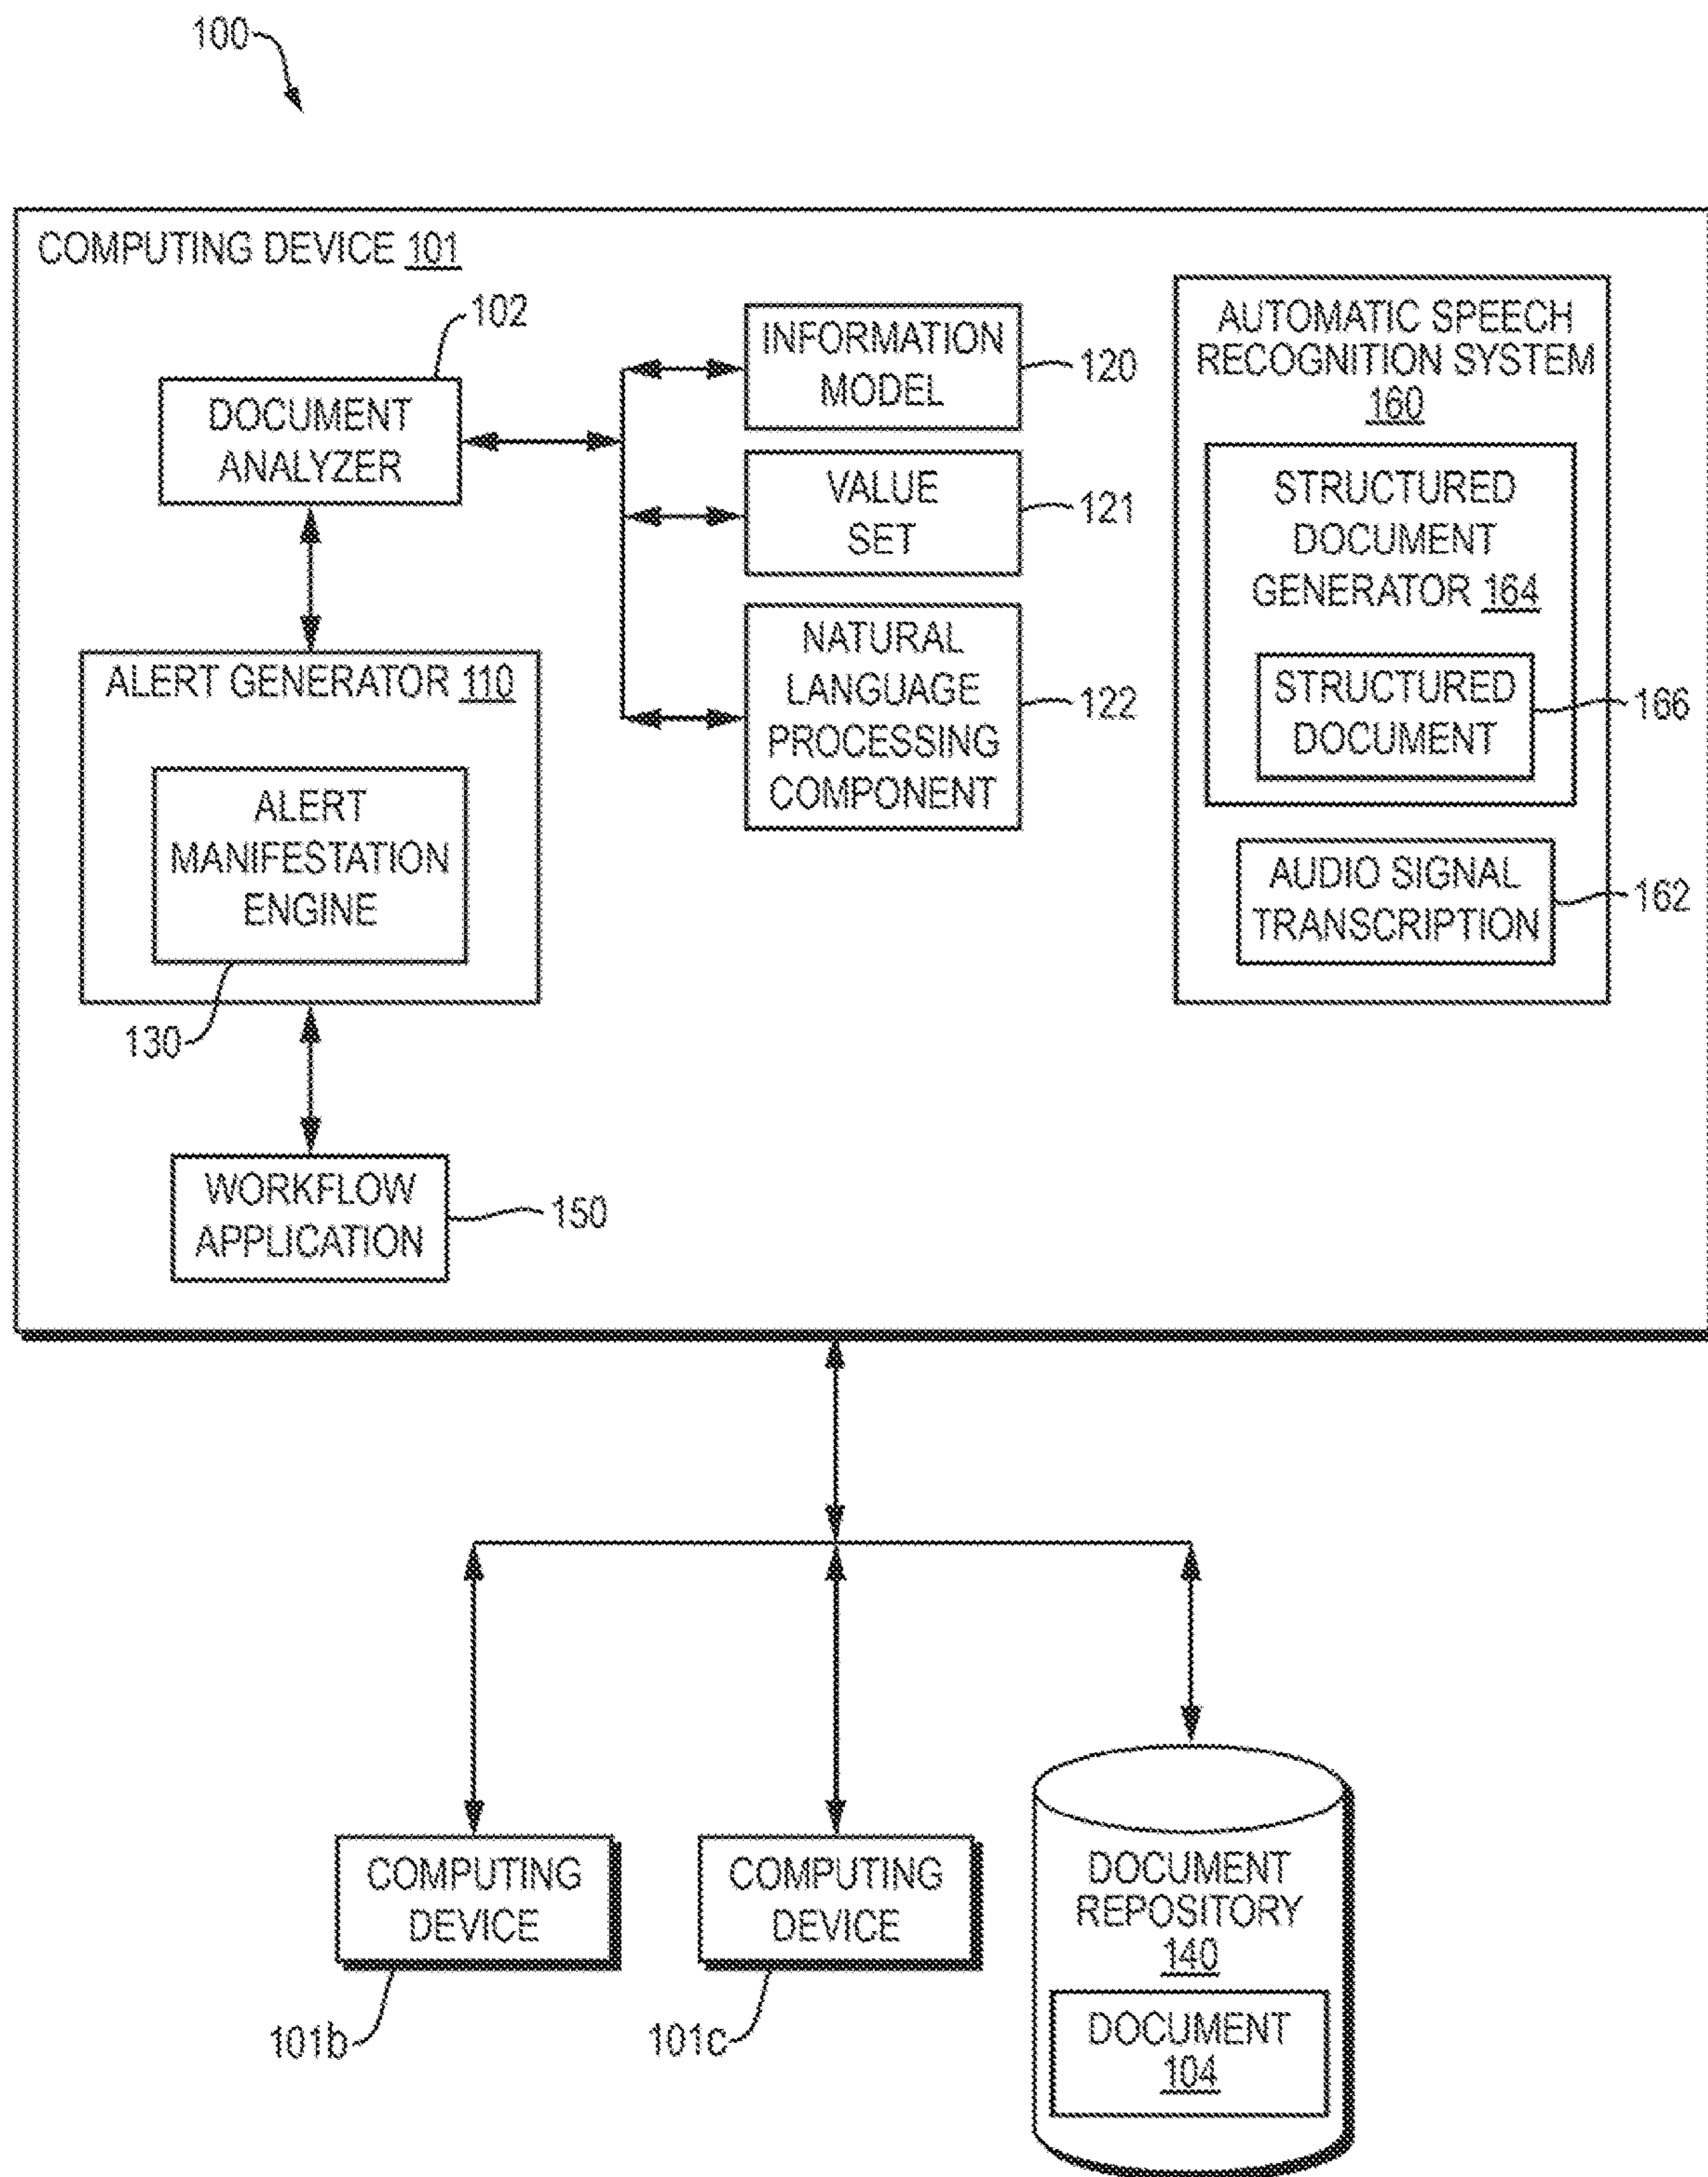 100
COMPUTING DEVICE 101
102
DOCUMENT
ANALYZER
INFORMATION
MODEL
120
VALUE
SET
121
NATURAL
LANGUAGE
PROCESSING
COMPONENT
122
ALERT GENERATOR 110
ALERT
MANIFESTATION
ENGINE
130
WORKFLOW
APPLICATION
150
AUTOMATIC SPEECH
RECOGNITION SYSTEM
160
STRUCTURED
DOCUMENT
GENERATOR 164
STRUCTURED
DOCUMENT
166
AUDIO SIGNAL
TRANSCRIPTION
162
COMPUTING
DEVICE
101b
COMPUTING
DEVICE
101c
DOCUMENT
REPOSITORY
140
DOCUMENT
104